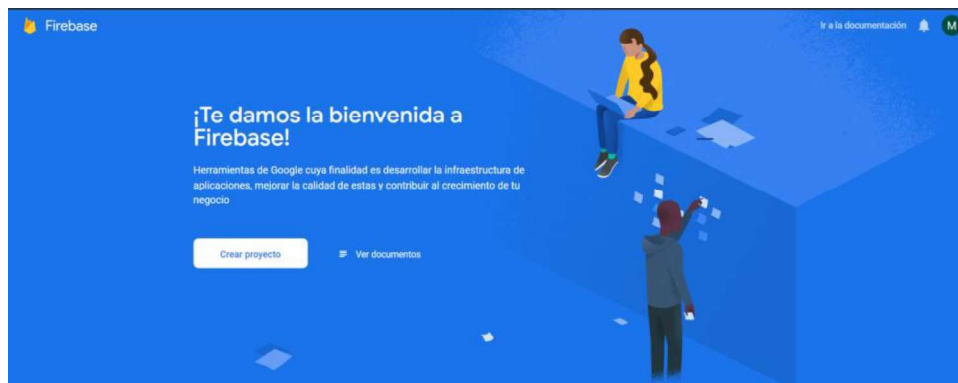 Firebase
Ir a la documentación
M
¡Te damos la bienvenida a
Firebase!
Herramientas de Google cuya finalidad es desarrollar la infraestructura de
aplicaciones, mejorar la calidad de estas y contribuir al crecimiento de tu
negocio
Crear proyecto
Ver documentos